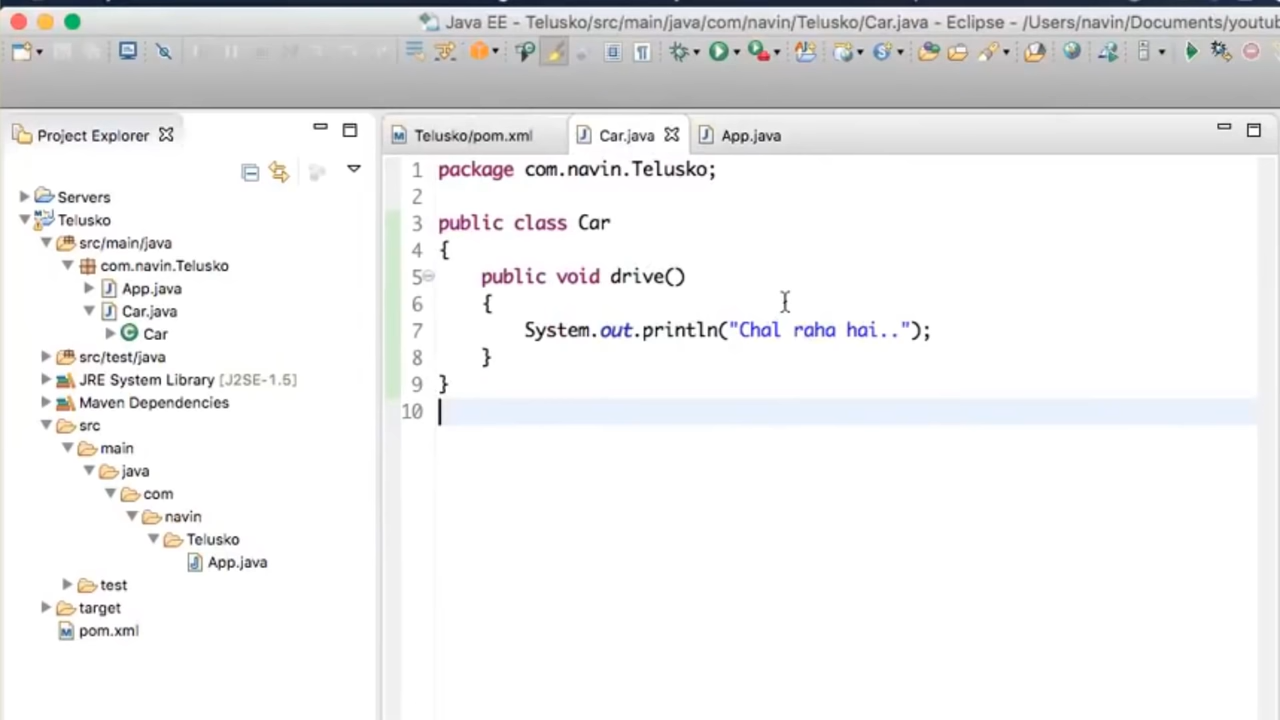 Java EE - Telusko/src/main/java/com/navin/Telusko/Car.java - Eclipse - /Users/navin/Documents/youtub
Project Explorer
Telusko/pom.xml
Car.java
App.java
Servers
Telusko
src/main/java
com.navin.Telusko
App.java
Car.java
Car
src/test/java
JRE System Library [J2SE-1.5]
Maven Dependencies
src
main
java
com
navin
Telusko
App.java
test
target
pom.xml
1 package com.navin.Telusko;
2
3 public class Car
4 {
5 public void drive()
6 {
7 System.out.println("Chal raha hai..");
8 }
9 }
10